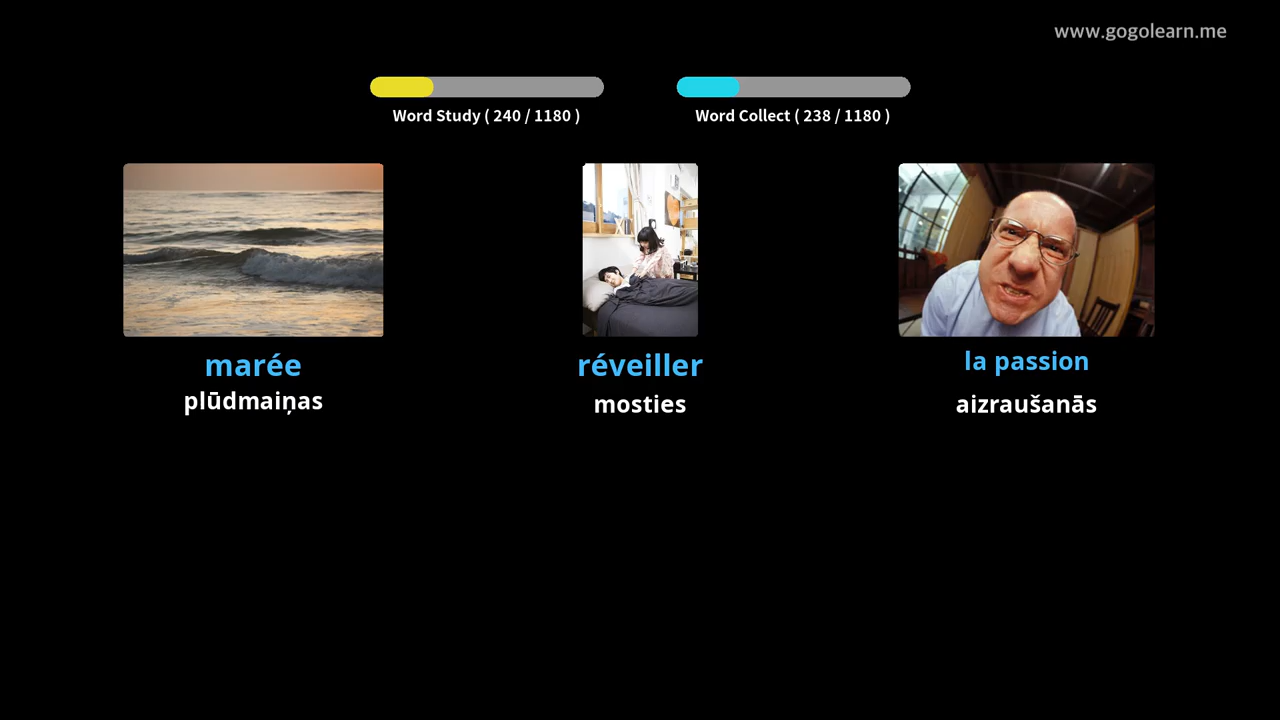 www.gogolearn.me
Word Study ( 240 / 1180 )
Word Collect ( 238 / 1180 )
marée
réveiller
la passion
plūdmaiņas
mosties
aizraušanās